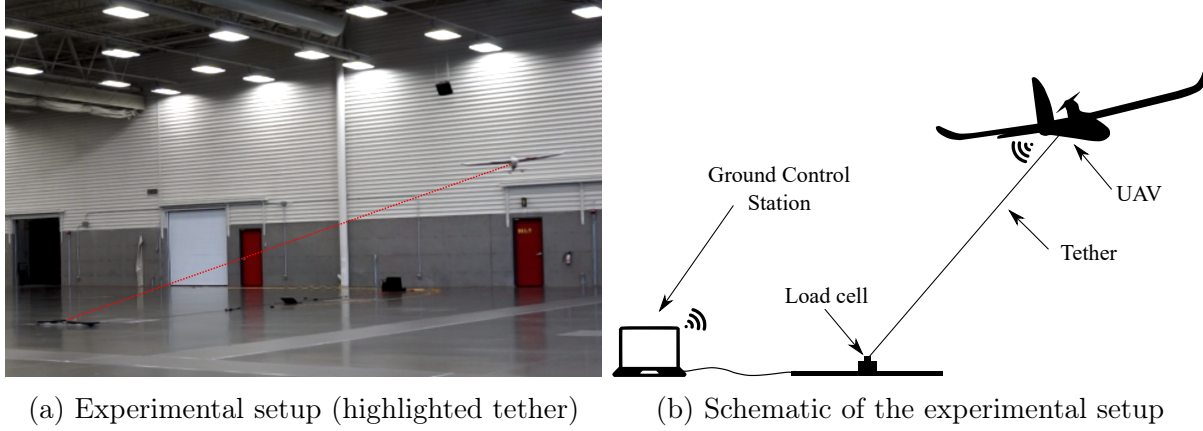 Ground Control
Station
UAV
Tether
Load cell
(a) Experimental setup (highlighted tether)
(b) Schematic of the experimental setup